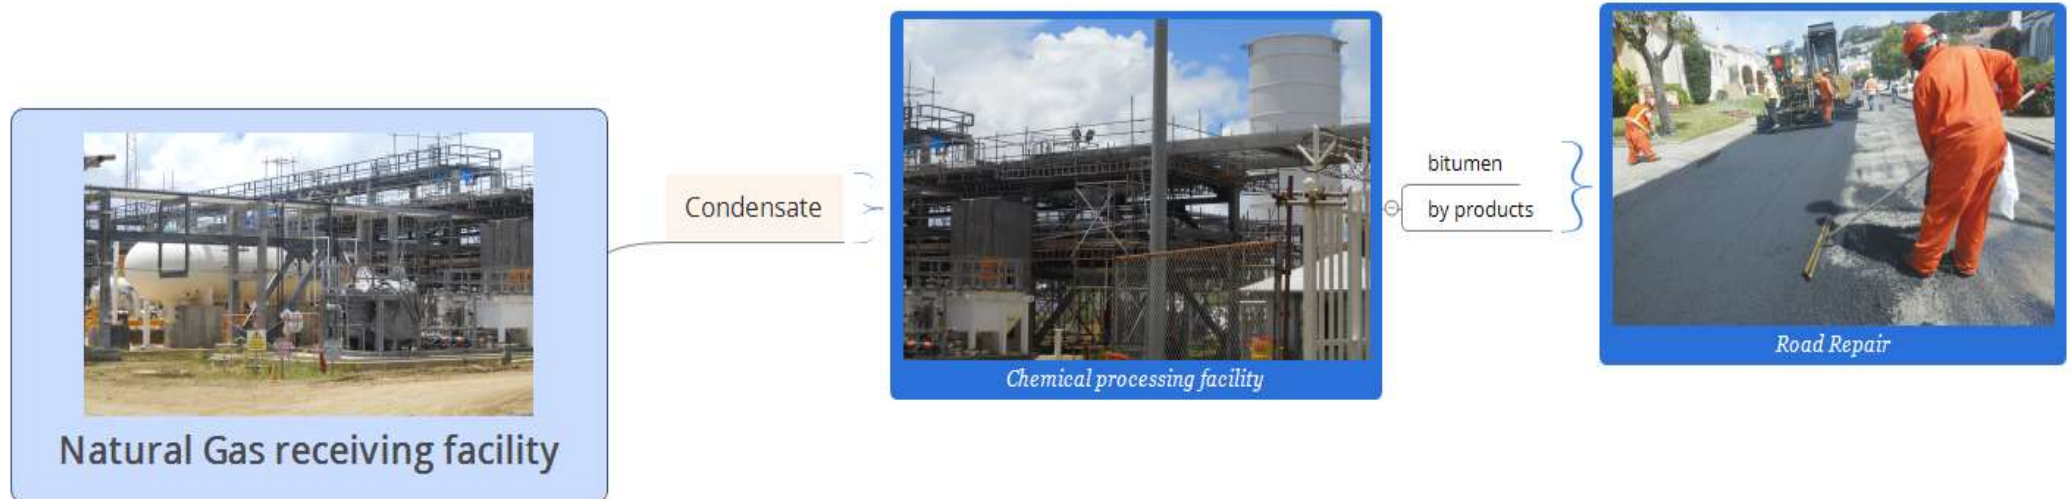 Natural Gas receiving facility
Condensate
Chemical processing facility
bitumen
by products
Road Repair